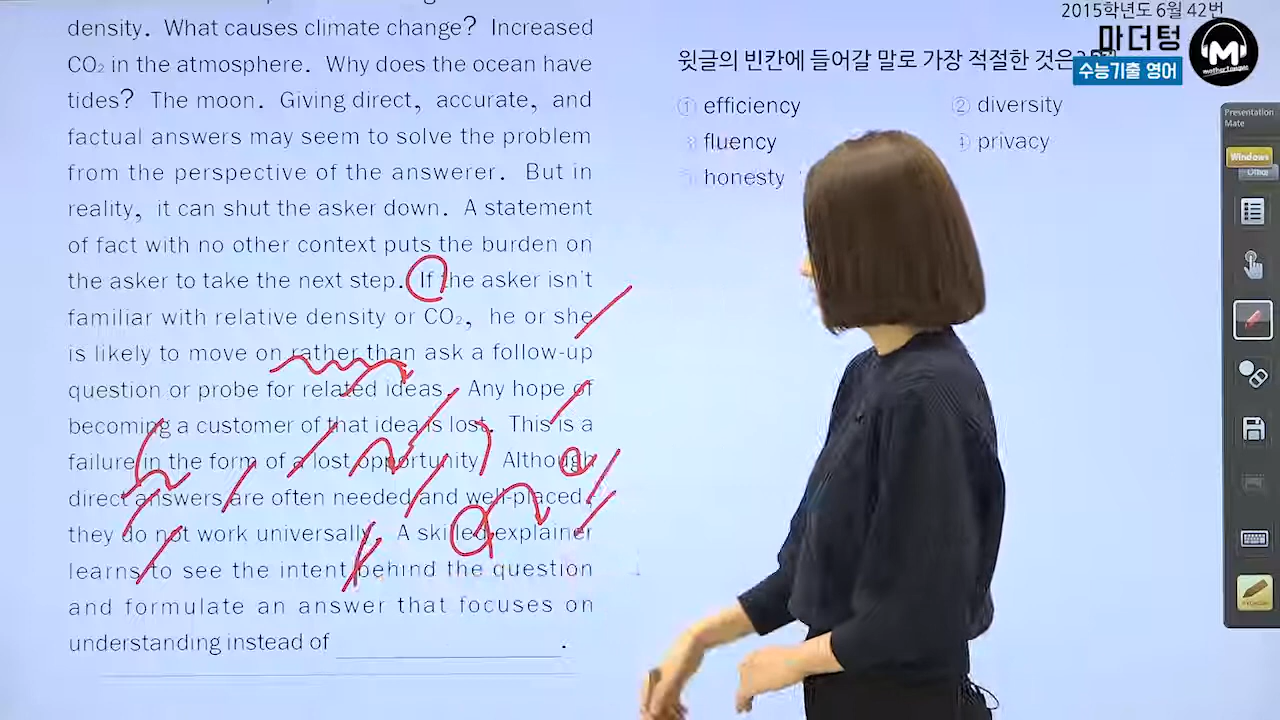 density. What causes climate change? Increased
CO₂ in the atmophire. Why do the oceans have
tides? The moon. Giving direct, accurate, and
factual answers may seem to solve the problem
from the viewpoint of the answerer. But in
reality, it can shut the asker down. A statement
of fact with no other context puts the burden on
the asker to take the next step. If the asker isn't
familiar with relative density or CO₂, he or she
is likely to rather than ask a follow-up
question or probe for related ideas. Any hope of
becoming a customer of that idea is lost. This is a
failure in the form of a lost opportunity. Although
direct answers are often needed and well-placed,
they do not work universally. A skilled explainer
learns to see the intent behind the question
and formulate an answer that focuses on
understanding instead of .
2015학년도 6월 42번
마더텅
수능기출 영어
M
mother tongue
윗글의 빈칸에 들어갈 말로 가장 적절한 것은?
① efficiency ② diversity
③ fluency ④ privacy
⑤ honesty
Presentation
Mate
Windows
Other